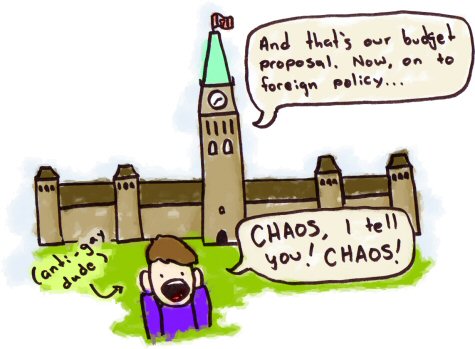 And that's our budget
proposal. Now, on to
foreign policy...
CHAOS, I tell
you! CHAOS!
(anti-gay
dude)